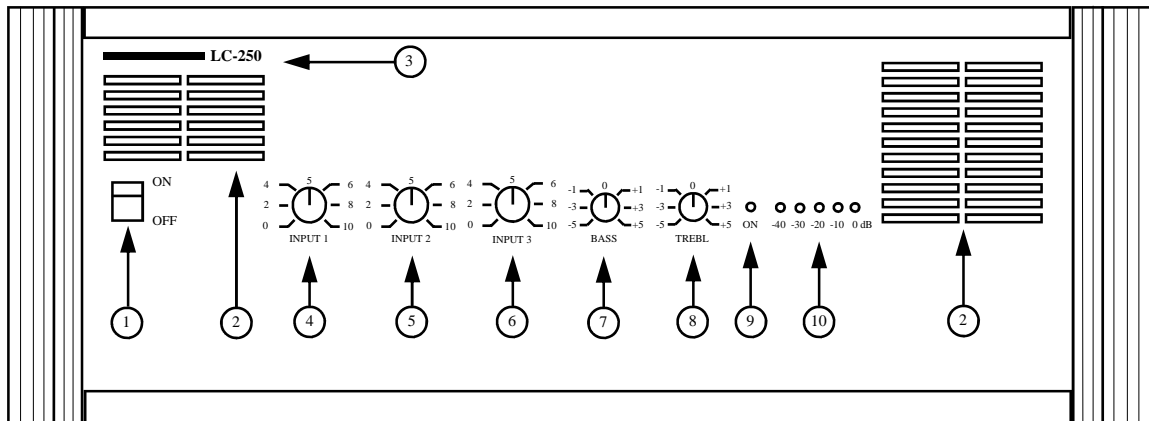 LC-250
3
ON
OFF
4 5 6
2 8
0 10
INPUT 1
4 5 6
2 8
0 10
INPUT 2
4 5 6
2 8
0 10
INPUT 3
-1 0 +1
-3 +3
-5 +5
BASS
-1 0 +1
-3 +3
-5 +5
TREBL
ON
-40 -30 -20 -10 0 dB
1 2 4 5 6 7 8 9 10 2